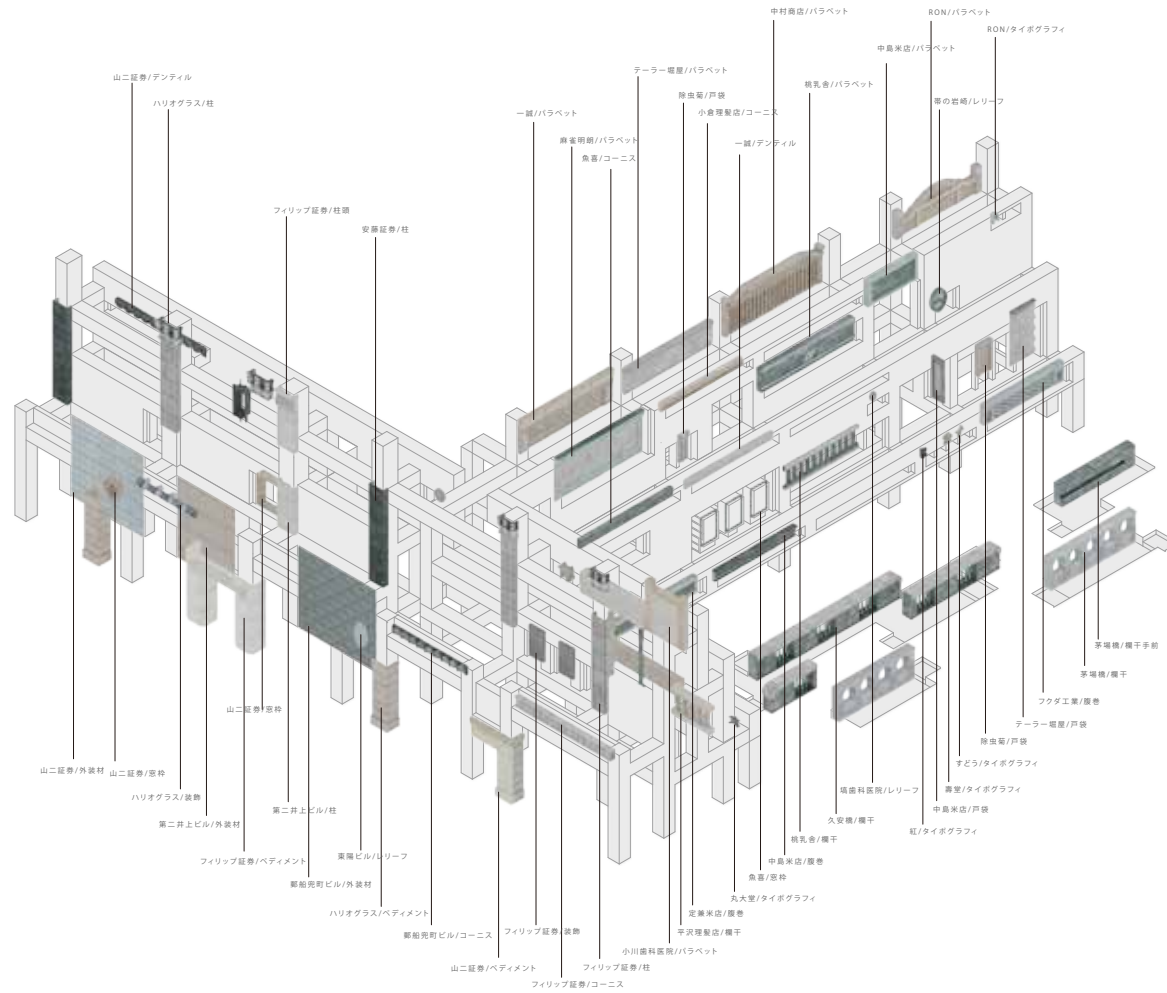 中村商店/パラペット
RON/パラペット
RON/タイポグラフィ
中島米店/パラペット
テーラー堀屋/パラペット
山二証券/デンティル
桃乳舎/パラペット
除虫菊/戸袋
ハリオグラス/柱
帯の岩崎/レリーフ
一誠/パラペット
小倉理髪店/コーニス
麻雀明朗/パラペット
一誠/デンティル
魚喜/コーニス
フィリップ証券/柱頭
安藤証券/柱
茅場橋/欄干手前
茅場橋/欄干
フクダ工業/腹巻
山二証券/窓枠
テーラー堀屋/戸袋
除虫菊/戸袋
すどう/タイポグラフィ
山二証券/外装材
山二証券/窓枠
壽堂/タイポグラフィ
塙歯科医院/レリーフ
ハリオグラス/装飾
中島米店/戸袋
第二井上ビル/柱
久安橋/欄干
第二井上ビル/外装材
紅/タイポグラフィ
桃乳舎/欄干
東陽ビル/レリーフ
フィリップ証券/ペディメント
中島米店/腹巻
魚喜/窓枠
郵船兜町ビル/外装材
丸大堂/タイポグラフィ
ハリオグラス/ペディメント
定兼米店/腹巻
平沢理髪店/欄干
郵船兜町ビル/コーニス
フィリップ証券/装飾
小川歯科医院/パラペット
山二証券/ペディメント
フィリップ証券/柱
フィリップ証券/コーニス